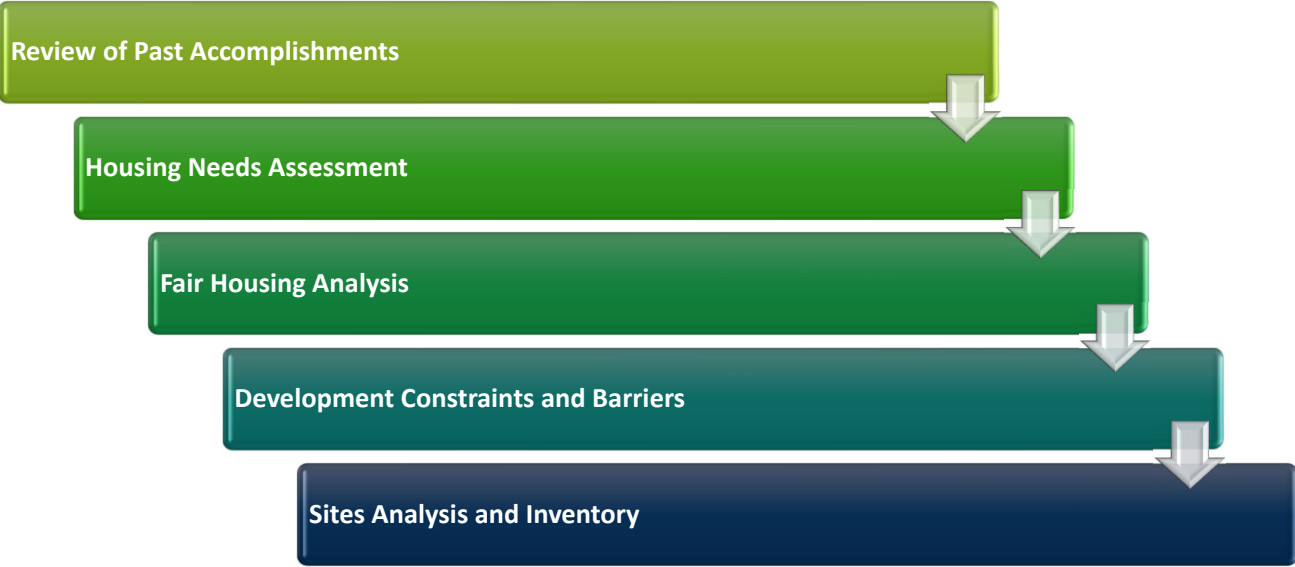 Review of Past Accomplishments
Housing Needs Assessment
Fair Housing Analysis
Development Constraints and Barriers
Sites Analysis and Inventory